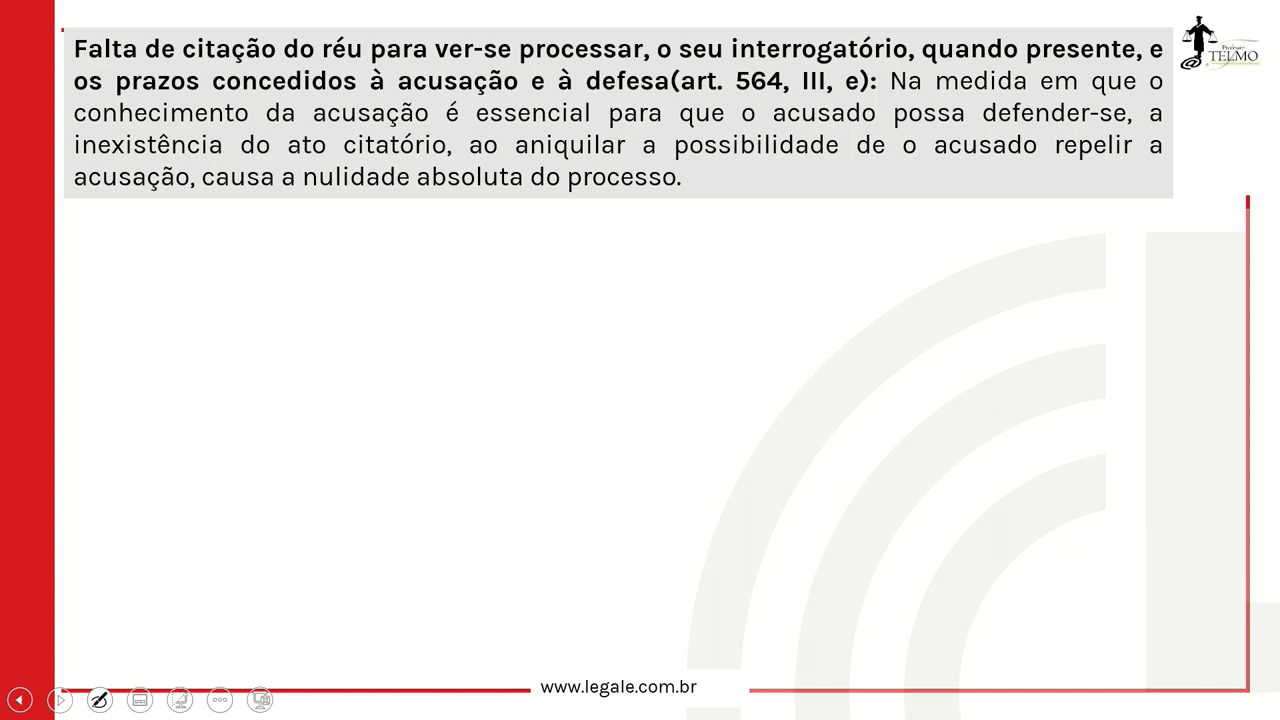 Falta de citação do réu para ver-se processar, o seu interrogatório, quando presente, e
os prazos concedidos à acusação e à defesa(art. 564, III, e): Na medida em que o
conhecimento da acusação é essencial para que o acusado possa defender-se, a
inexistência do ato citatório, ao aniquilar a possibilidade de o acusado repelir a
acusação, causa a nulidade absoluta do processo.
Professor
TELMO
www.legale.com.br